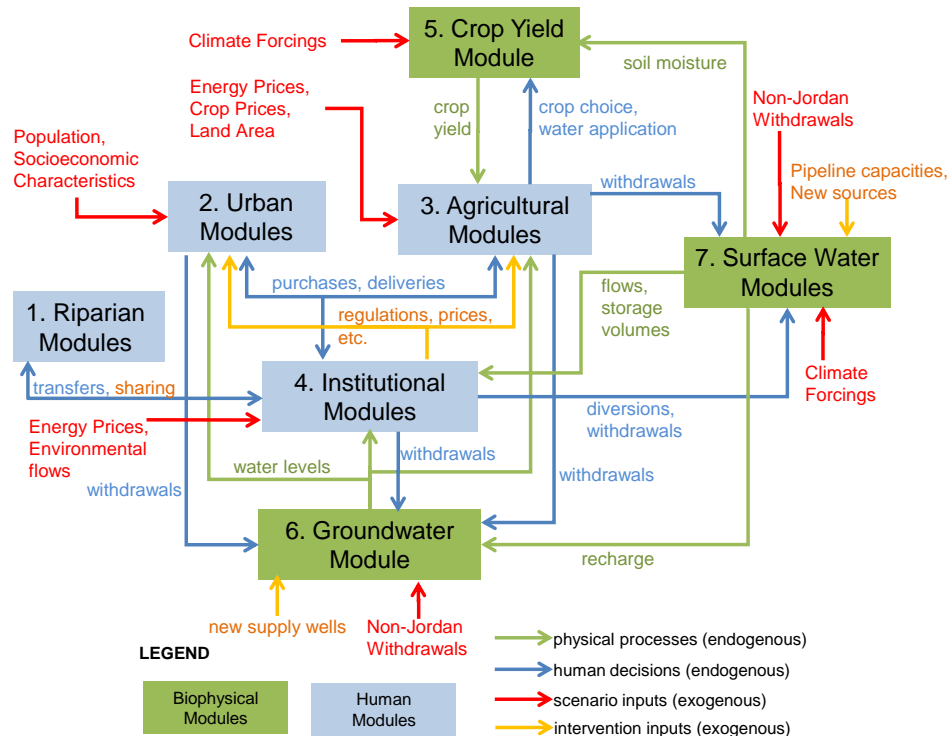 5. Crop Yield
Module
Climate Forcings
soil moisture
Energy Prices,
Crop Prices,
Land Area
crop
yield
crop choice,
water application
Non-Jordan
Withdrawals
Population,
Socioeconomic
Characteristics
Pipeline capacities,
New sources
2. Urban
Modules
3. Agricultural
Modules
withdrawals
7. Surface Water
Modules
purchases, deliveries
flows,
storage
volumes
1. Riparian
Modules
regulations, prices,
etc.
4. Institutional
Modules
transfers, sharing
Climate
Forcings
diversions,
withdrawals
Energy Prices,
Environmental
flows
water levels
withdrawals
withdrawals
withdrawals
6. Groundwater
Module
recharge
new supply wells
Non-Jordan
Withdrawals
LEGEND
Biophysical
Modules
Human
Modules
physical processes (endogenous)
human decisions (endogenous)
scenario inputs (exogenous)
intervention inputs (exogenous)